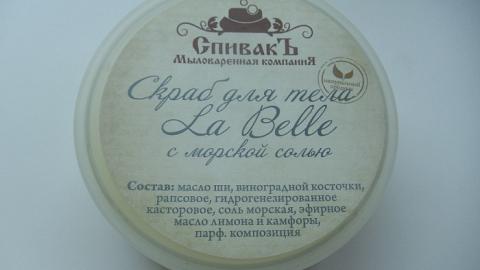 СпивакЪ
Мыловаренная компаниЯ
Скраб для тела
La Belle
с морской солью
Состав: масло ши, виноградной косточки,
рапсовое, гидрогенезированное
касторовое, соль морская, эфирное
масло лимона и камфоры,
парф. композиция